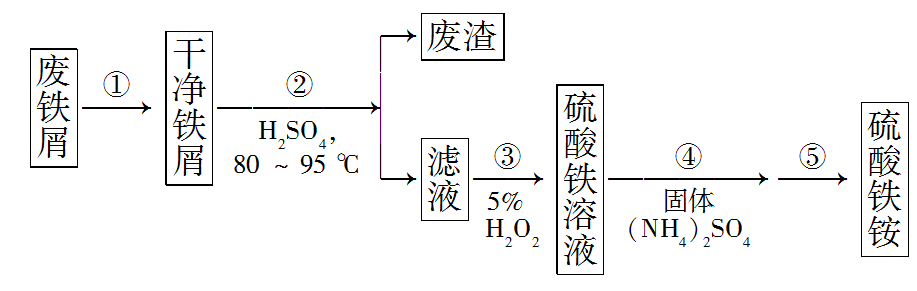 废铁屑
①
干净铁屑
②
H₂SO₄,
80 ~ 95 ℃
废渣
滤液
③
5%
H₂O₂
硫酸铁溶液
④
固体
(NH₄)₂SO₄
⑤
硫酸铁铵